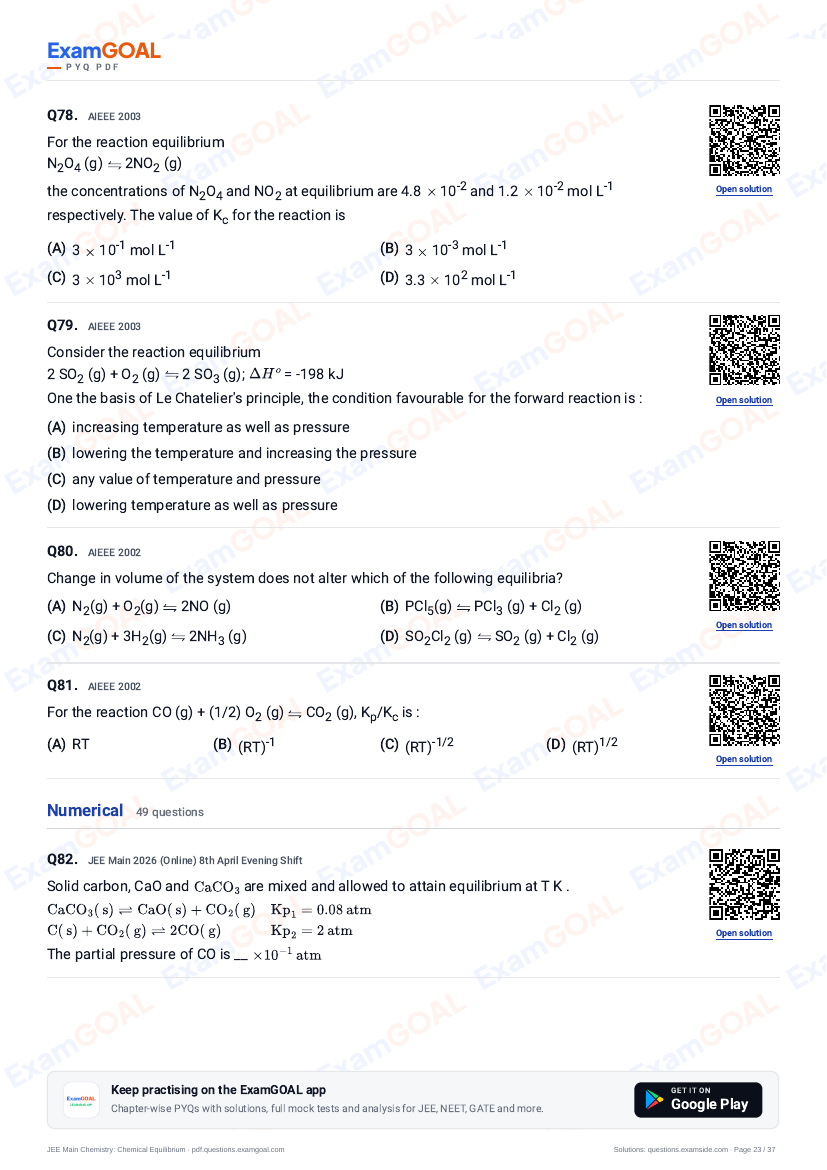 ExamGOAL
PYQ PDF
Q78. AIEEE 2003
For the reaction equilibrium
N₂O₄ (g) ⇋ 2NO₂ (g)
the concentrations of N₂O₄ and NO₂ at equilibrium are 4.8 × 10⁻² and 1.2 × 10⁻² mol L⁻¹
respectively. The value of K꜀ for the reaction is
(A) 3 × 10⁻¹ mol L⁻¹ (B) 3 × 10⁻³ mol L⁻¹
(C) 3 × 10³ mol L⁻¹ (D) 3.3 × 10² mol L⁻¹
Open solution
Q79. AIEEE 2003
Consider the reaction equilibrium
2 SO₂ (g) + O₂ (g) ⇋ 2 SO₃ (g); ΔH° = -198 kJ
One the basis of Le Chatelier's principle, the condition favourable for the forward reaction is :
(A) increasing temperature as well as pressure
(B) lowering the temperature and increasing the pressure
(C) any value of temperature and pressure
(D) lowering temperature as well as pressure
Open solution
Q80. AIEEE 2002
Change in volume of the system does not alter which of the following equilibria?
(A) N₂(g) + O₂(g) ⇋ 2NO (g) (B) PCl₅(g) ⇋ PCl₃ (g) + Cl₂ (g)
(C) N₂(g) + 3H₂(g) ⇋ 2NH₃ (g) (D) SO₂Cl₂ (g) ⇋ SO₂ (g) + Cl₂ (g)
Open solution
Q81. AIEEE 2002
For the reaction CO (g) + (1/2) O₂ (g) ⇋ CO₂ (g), Kₚ/K꜀ is :
(A) RT (B) (RT)⁻¹ (C) (RT)⁻¹/² (D) (RT)¹/²
Open solution
Numerical 49 questions
Q82. JEE Main 2026 (Online) 8th April Evening Shift
Solid carbon, CaO and CaCO₃ are mixed and allowed to attain equilibrium at T K .
CaCO₃( s) ⇌ CaO( s) + CO₂( g) Kp₁ = 0.08 atm
C( s) + CO₂( g) ⇌ 2CO( g) Kp₂ = 2 atm
The partial pressure of CO is __ ×10⁻¹ atm
Open solution
ExamGOAL
Keep practising on the ExamGOAL app
Chapter-wise PYQs with solutions, full mock tests and analysis for JEE, NEET, GATE and more.
GET IT ON
Google Play
JEE Main Chemistry: Chemical Equilibrium · pdf.questions.examgoal.com Solutions: questions.examside.com · Page 23 / 37